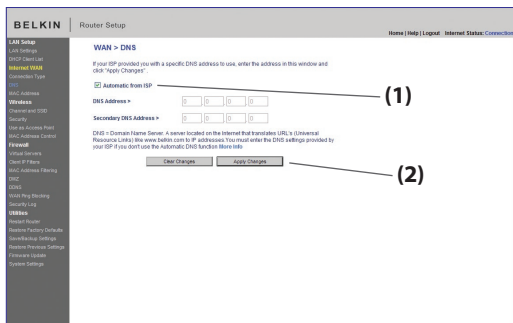 BELKIN
Router Setup
Home | Help | Logout Internet Status: Connection
LAN Setup
LAN Settings
DHCP Client List
Internet WAN
Connection Type
DNS
MAC Address
Wireless
Channel and SSID
Security
Use as Access Point
MAC Address Control
Firewall
Virtual Servers
Client IP Filters
MAC Address Filtering
DMZ
DDNS
WAN Ping Blocking
Security Log
Utilities
Restart Router
Restore Factory Defaults
Save/Backup Settings
Restore Previous Settings
Firmware Update
System Settings
WAN > DNS
If your ISP provided you with a specific DNS address to use, enter the address in this window and
click "Apply Changes".
Automatic from ISP
(1)
DNS Address > 0 . 0 . 0 . 0
Secondary DNS Address > 0 . 0 . 0 . 0
DNS = Domain Name Server. A server located on the Internet that translates URL's (Universal
Resource Links) like www.belkin.com to IP addresses.You must enter the DNS settings provided by
your ISP if you don't use the Automatic DNS function More Info
Clear Changes Apply Changes
(2)